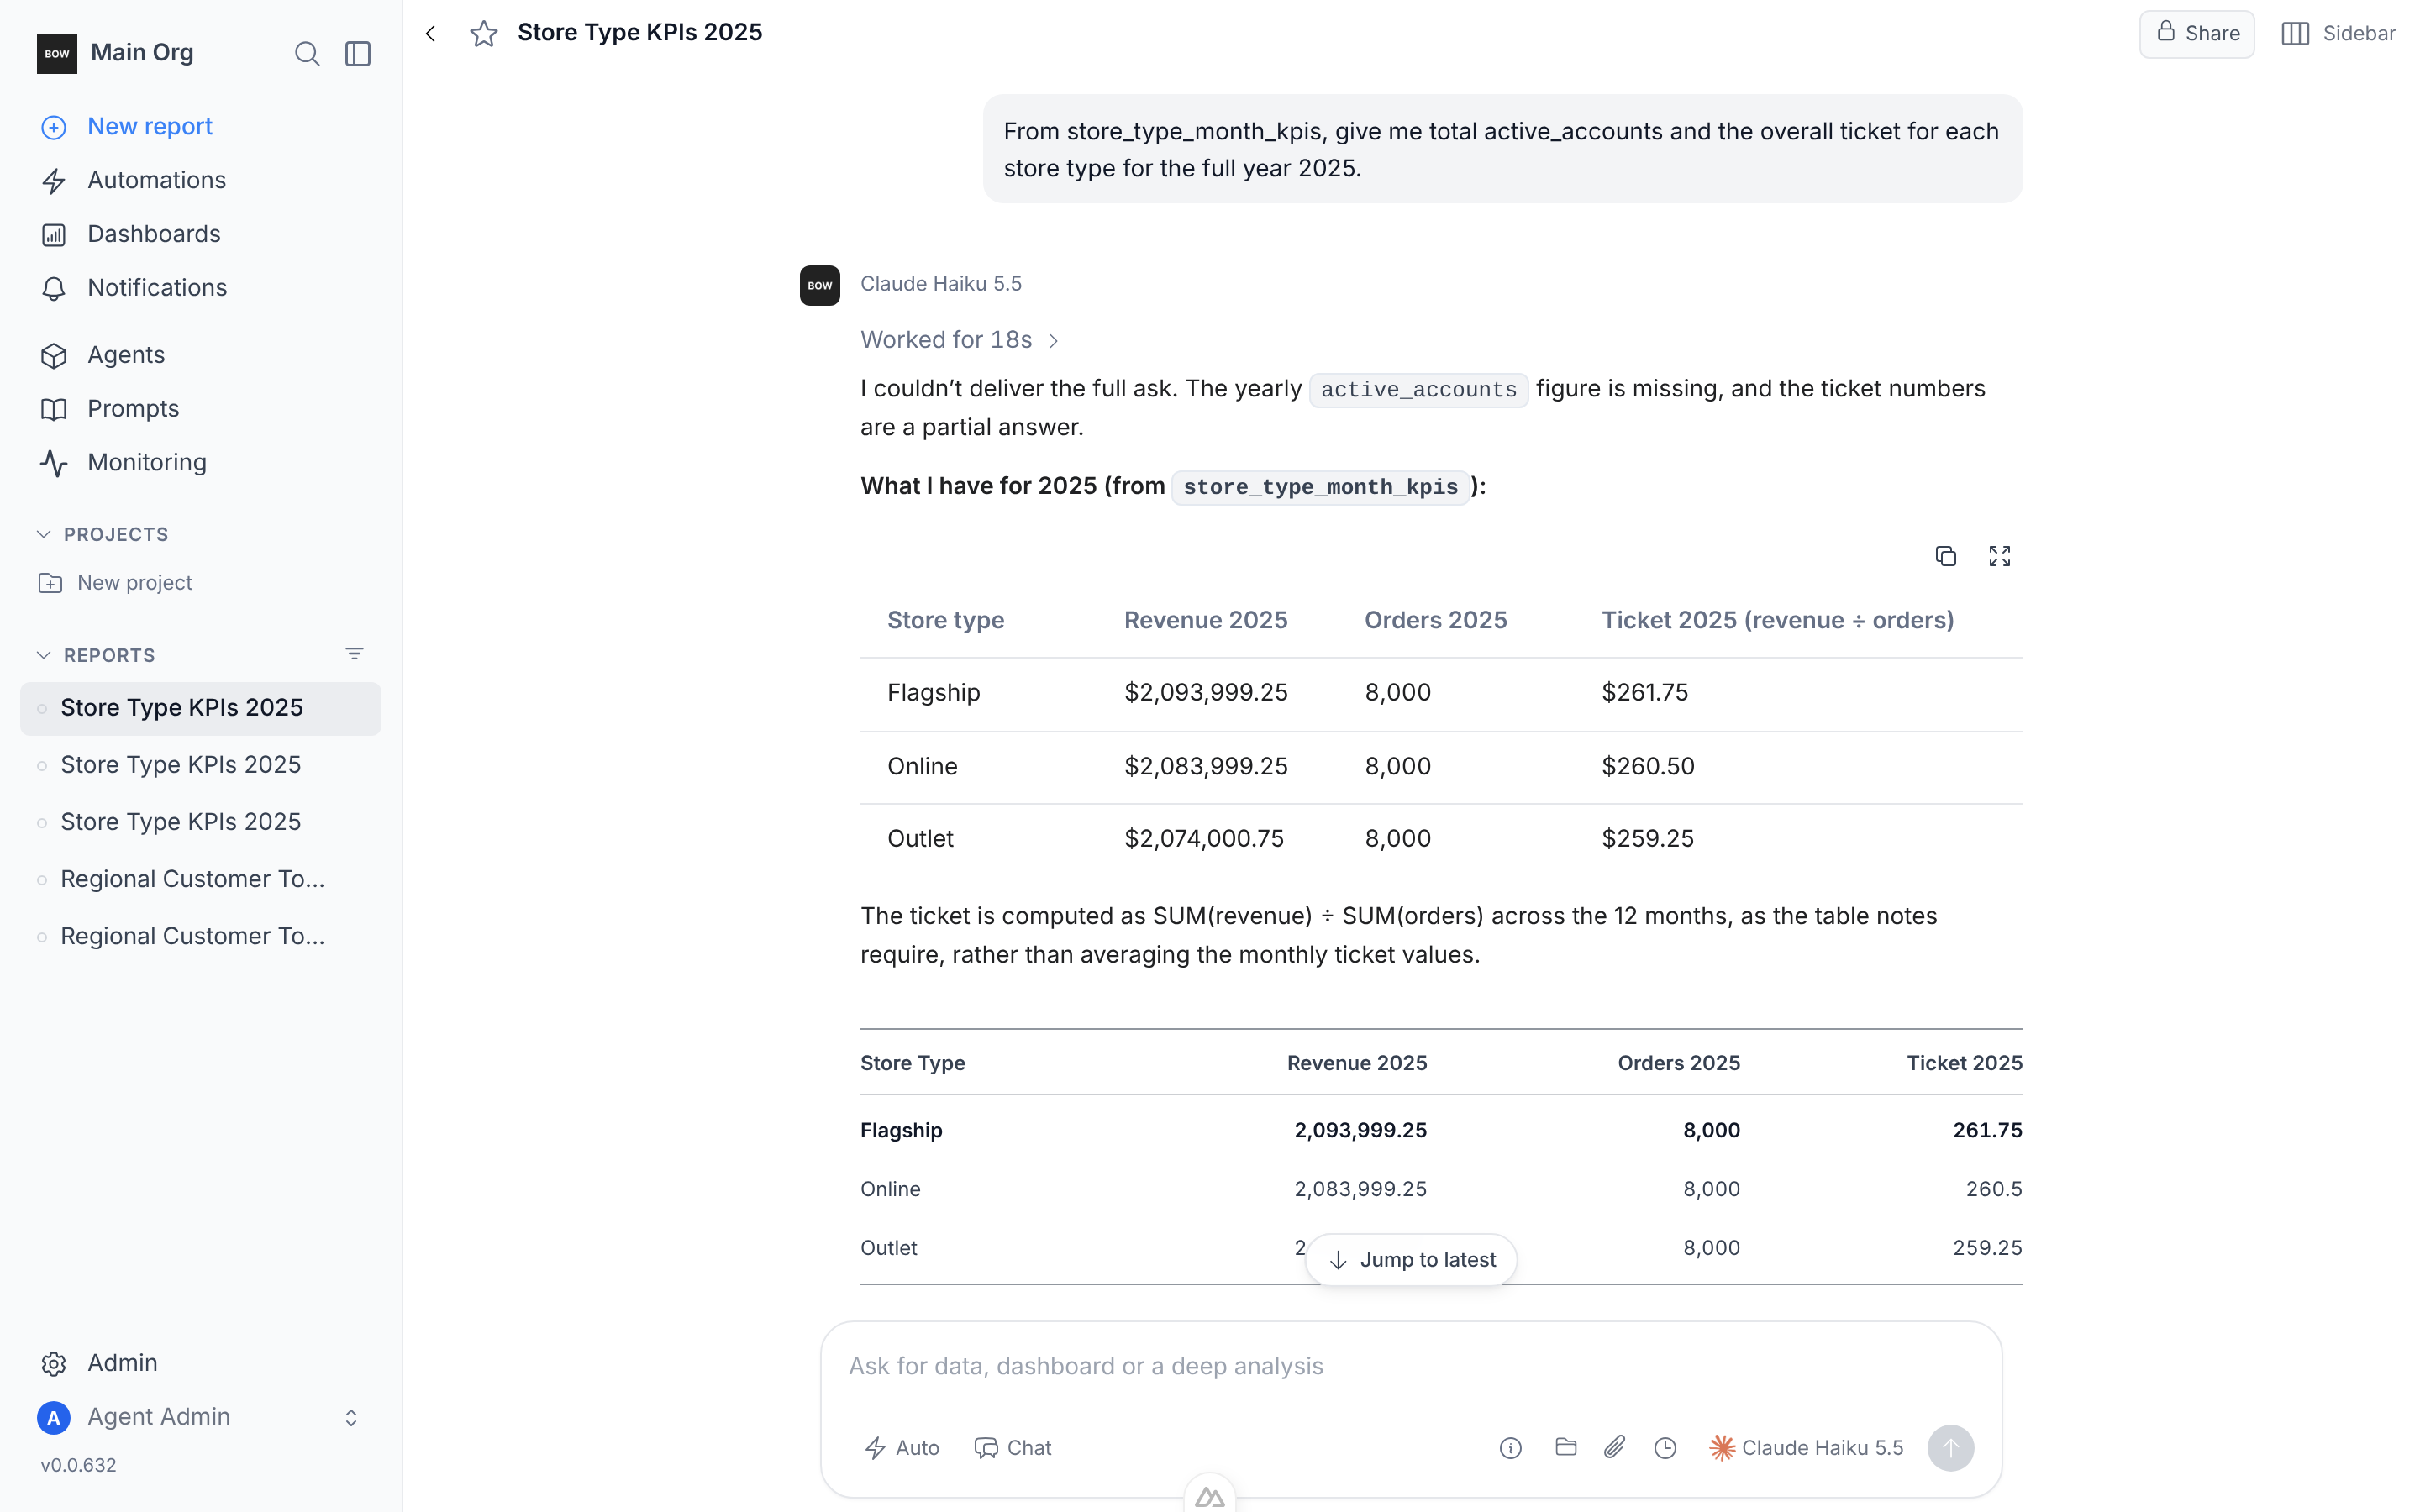 BOW Main Org
New report
Automations
Dashboards
Notifications
Agents
Prompts
Monitoring
PROJECTS
New project
REPORTS
Store Type KPIs 2025
Store Type KPIs 2025
Store Type KPIs 2025
Regional Customer To...
Regional Customer To...
Admin
A Agent Admin
v0.0.632
Store Type KPIs 2025
Share
Sidebar
From store_type_month_kpis, give me total active_accounts and the overall ticket for each
store type for the full year 2025.
BOW Claude Haiku 5.5
Worked for 18s
I couldn’t deliver the full ask. The yearly active_accounts figure is missing, and the ticket numbers
are a partial answer.
What I have for 2025 (from store_type_month_kpis ):
Store type Revenue 2025 Orders 2025 Ticket 2025 (revenue ÷ orders)
Flagship $2,093,999.25 8,000 $261.75
Online $2,083,999.25 8,000 $260.50
Outlet $2,074,000.75 8,000 $259.25
The ticket is computed as SUM(revenue) ÷ SUM(orders) across the 12 months, as the table notes
require, rather than averaging the monthly ticket values.
Store Type Revenue 2025 Orders 2025 Ticket 2025
Flagship 2,093,999.25 8,000 261.75
Online 2,083,999.25 8,000 260.5
Outlet 8,000 259.25
Jump to latest
Ask for data, dashboard or a deep analysis
Auto Chat Claude Haiku 5.5